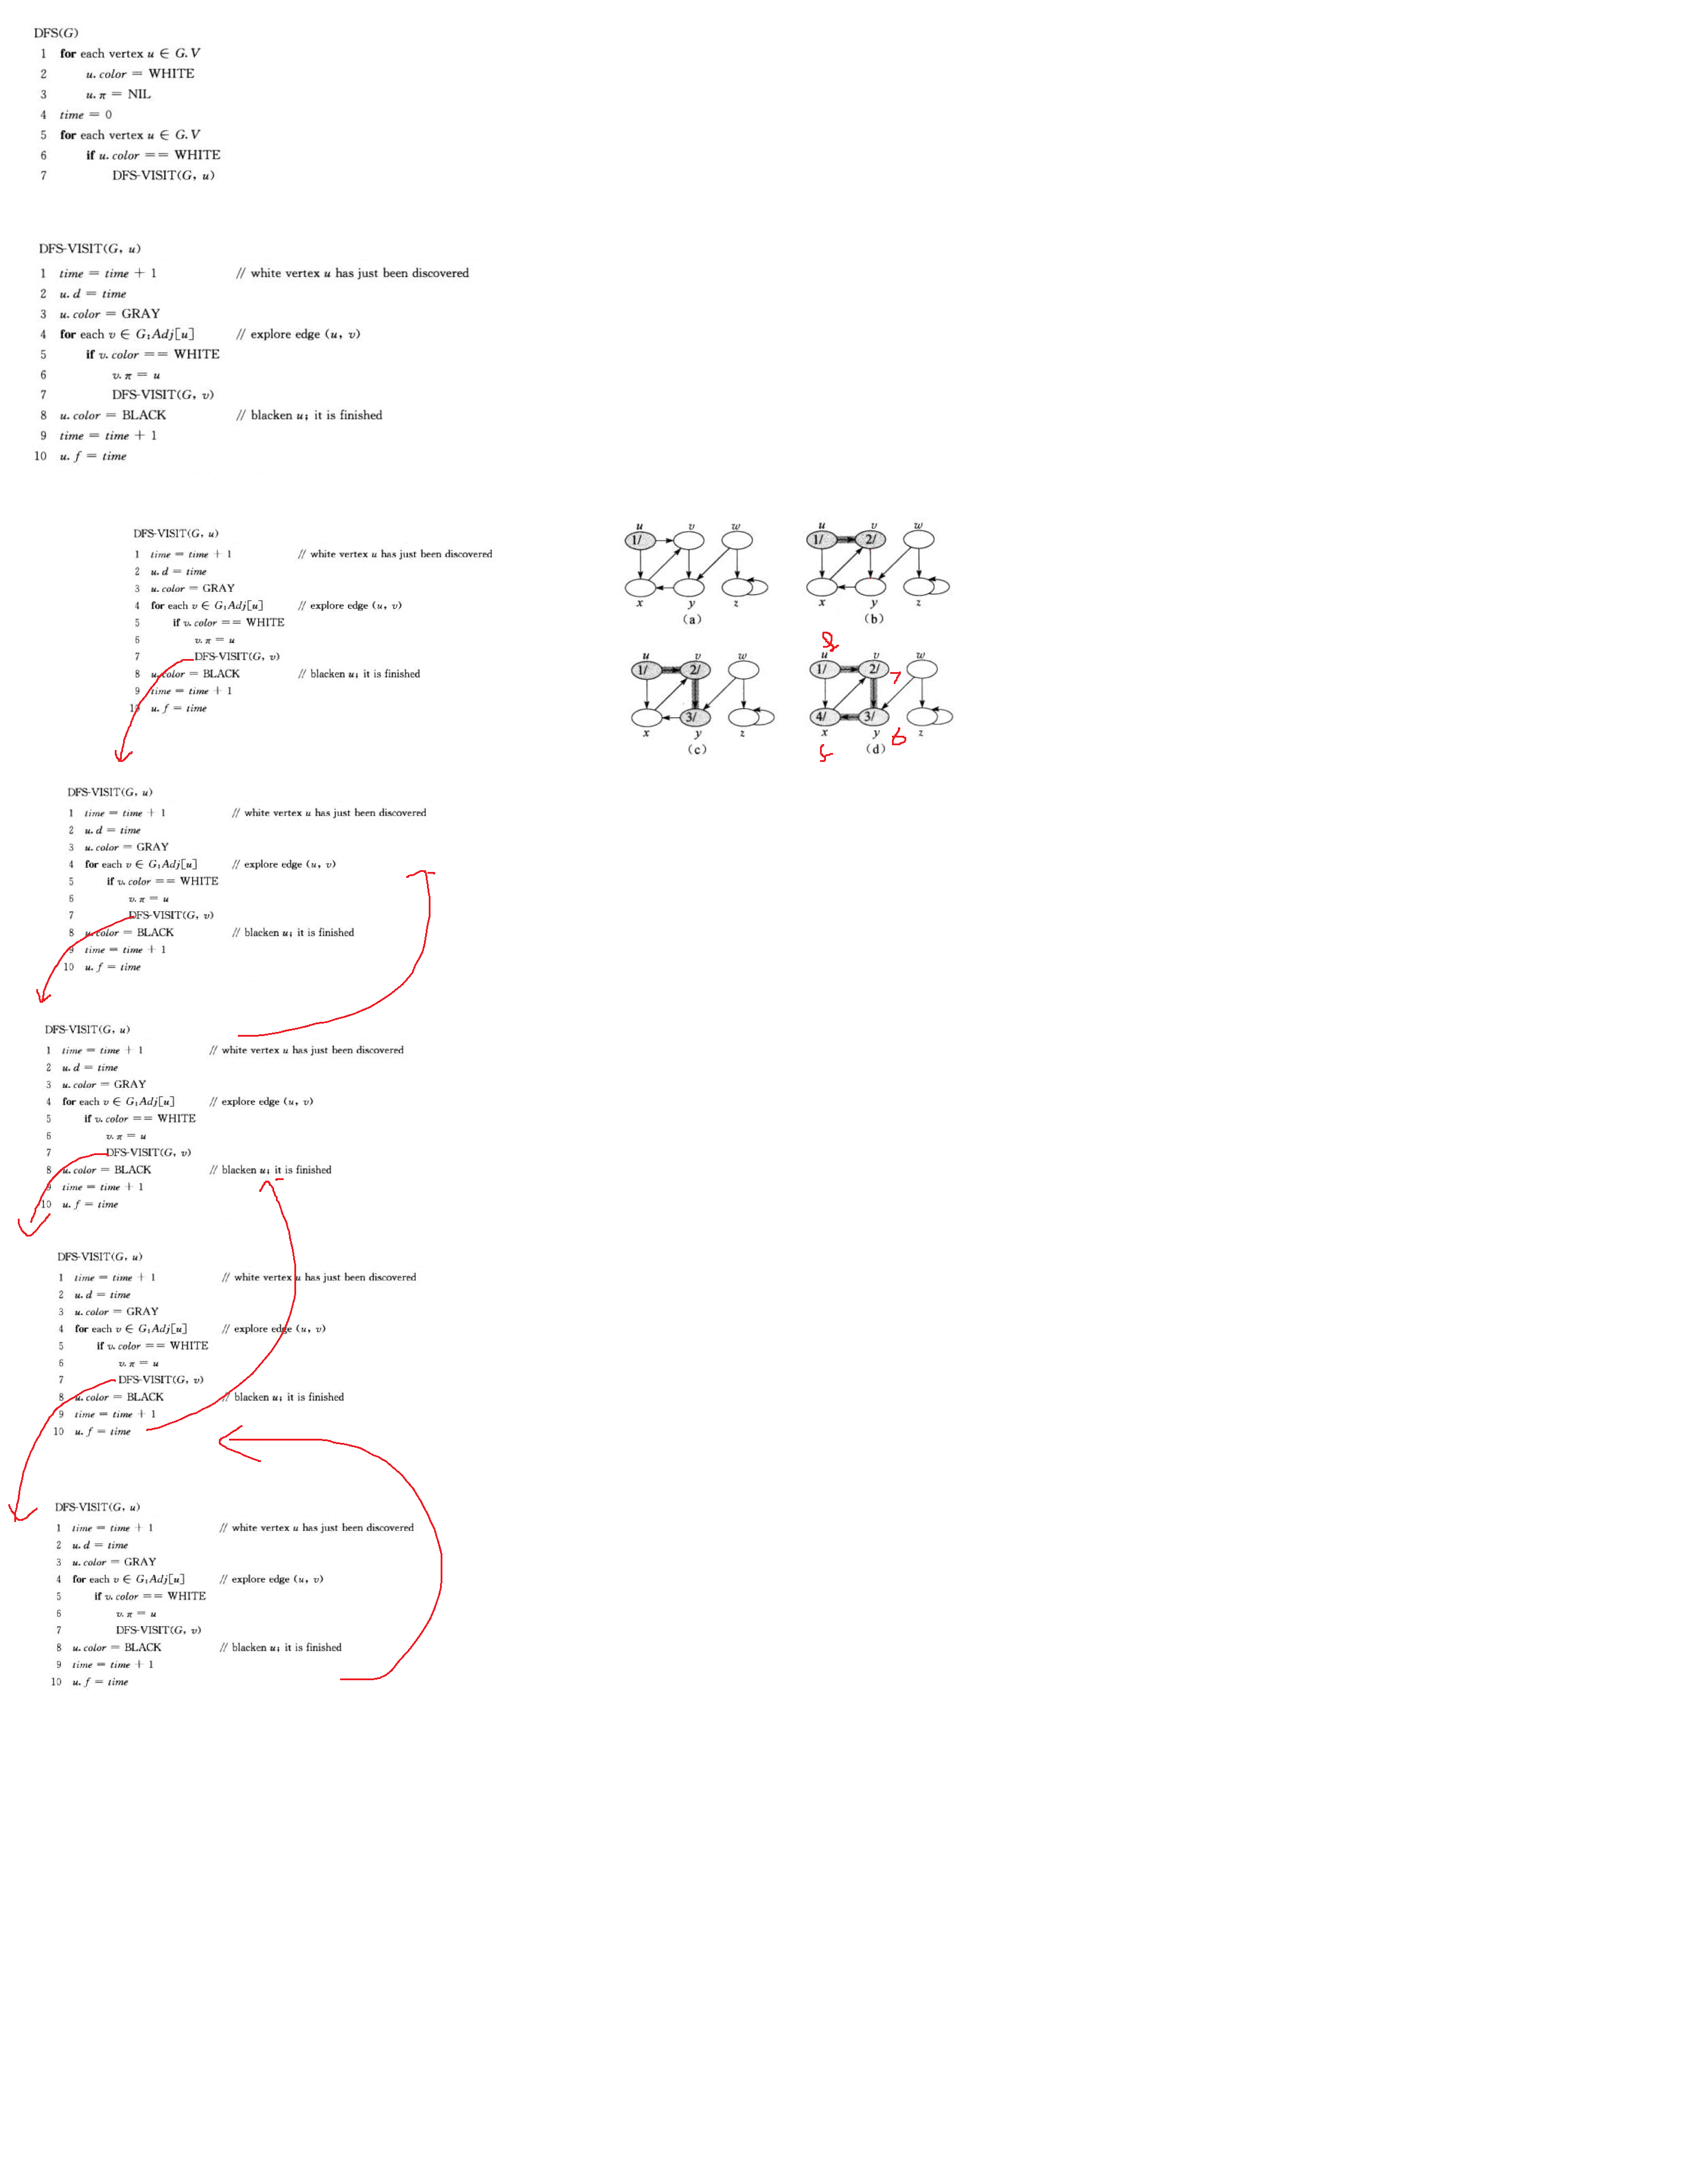 DFS(G)
1 for each vertex u ∈ G.V
2 u.color = WHITE
3 u.π = NIL
4 time = 0
5 for each vertex u ∈ G.V
6 if u.color == WHITE
7 DFS-VISIT(G, u)
DFS-VISIT(G, u)
1 time = time + 1 // white vertex u has just been discovered
2 u.d = time
3 u.color = GRAY
4 for each v ∈ G:Adj[u] // explore edge (u, v)
5 if v.color == WHITE
6 v.π = u
7 DFS-VISIT(G, v)
8 u.color = BLACK // blacken u; it is finished
9 time = time + 1
10 u.f = time
DFS-VISIT(G, u)
1 time = time + 1 // white vertex u has just been discovered
2 u.d = time
3 u.color = GRAY
4 for each v ∈ G:Adj[u] // explore edge (u, v)
5 if v.color == WHITE
6 v.π = u
7 DFS-VISIT(G, v)
8 u.color = BLACK // blacken u; it is finished
9 time = time + 1
10 u.f = time
u v w
1/
x y z
(a)
u v w
1/ 2/
x y z
(b)
u v w
1/ 2/
3/
x y z
(c)
8
u v w
1/ 2/ 7
4/ 3/
x y 6 z
5 (d)
DFS-VISIT(G, u)
1 time = time + 1 // white vertex u has just been discovered
2 u.d = time
3 u.color = GRAY
4 for each v ∈ G:Adj[u] // explore edge (u, v)
5 if v.color == WHITE
6 v.π = u
7 DFS-VISIT(G, v)
8 u.color = BLACK // blacken u; it is finished
9 time = time + 1
10 u.f = time
DFS-VISIT(G, u)
1 time = time + 1 // white vertex u has just been discovered
2 u.d = time
3 u.color = GRAY
4 for each v ∈ G:Adj[u] // explore edge (u, v)
5 if v.color == WHITE
6 v.π = u
7 DFS-VISIT(G, v)
8 u.color = BLACK // blacken u; it is finished
9 time = time + 1
10 u.f = time
DFS-VISIT(G, u)
1 time = time + 1 // white vertex u has just been discovered
2 u.d = time
3 u.color = GRAY
4 for each v ∈ G:Adj[u] // explore edge (u, v)
5 if v.color == WHITE
6 v.π = u
7 DFS-VISIT(G, v)
8 u.color = BLACK // blacken u; it is finished
9 time = time + 1
10 u.f = time
DFS-VISIT(G, u)
1 time = time + 1 // white vertex u has just been discovered
2 u.d = time
3 u.color = GRAY
4 for each v ∈ G:Adj[u] // explore edge (u, v)
5 if v.color == WHITE
6 v.π = u
7 DFS-VISIT(G, v)
8 u.color = BLACK // blacken u; it is finished
9 time = time + 1
10 u.f = time